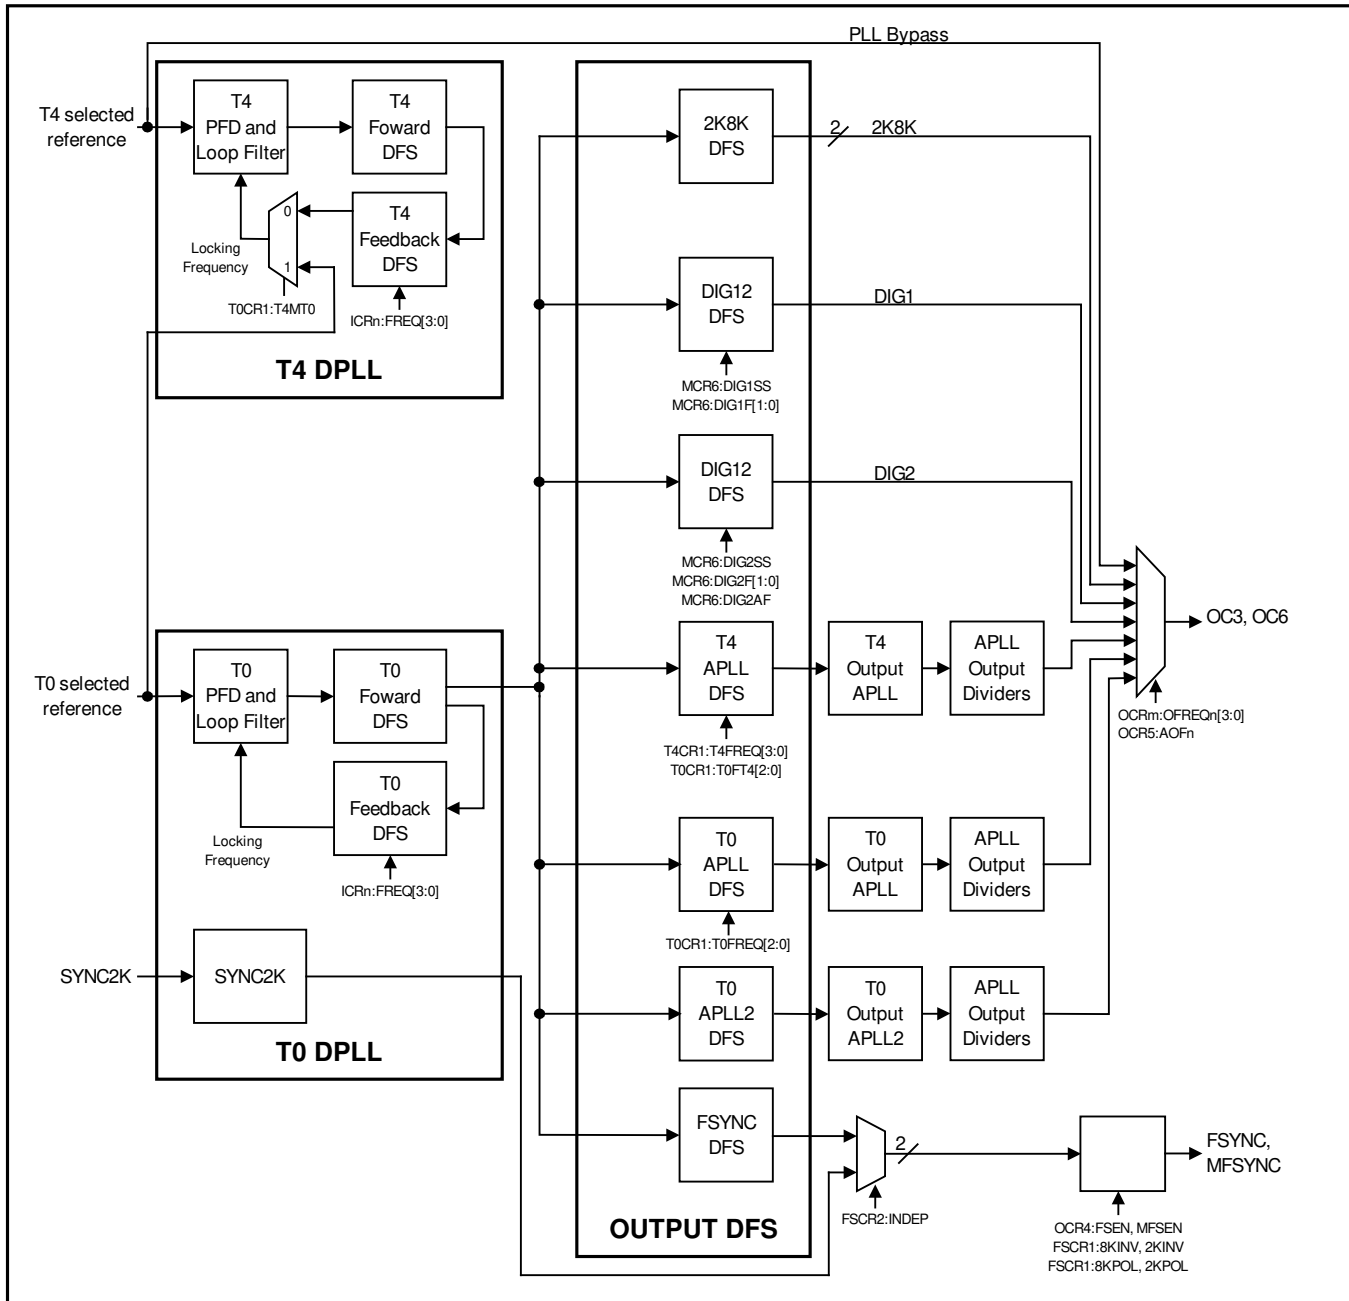 PLL Bypass
T4 selected
reference
T4
PFD and
Loop Filter
T4
Foward
DFS
T4
Feedback
DFS
0
1
Locking
Frequency
T0CR1:T4MT0
ICRn:FREQ[3:0]
T4 DPLL
2K8K
DFS
2
2K8K
DIG12
DFS
DIG1
MCR6:DIG1SS
MCR6:DIG1F[1:0]
DIG12
DFS
DIG2
MCR6:DIG2SS
MCR6:DIG2F[1:0]
MCR6:DIG2AF
T4
APLL
DFS
T4
Output
APLL
APLL
Output
Dividers
T4CR1:T4FREQ[3:0]
T0CR1:T0FT4[2:0]
OC3, OC6
OCRm:OFREQn[3:0]
OCR5:AOFn
T0 selected
reference
T0
PFD and
Loop Filter
T0
Foward
DFS
T0
Feedback
DFS
Locking
Frequency
ICRn:FREQ[3:0]
T0
APLL
DFS
T0
Output
APLL
APLL
Output
Dividers
T0CR1:T0FREQ[2:0]
SYNC2K
SYNC2K
T0 DPLL
T0
APLL2
DFS
T0
Output
APLL2
APLL
Output
Dividers
FSYNC
DFS
2
FSCR2:INDEP
FSYNC,
MFSYNC
OCR4:FSEN, MFSEN
FSCR1:8KINV, 2KINV
FSCR1:8KPOL, 2KPOL
OUTPUT DFS